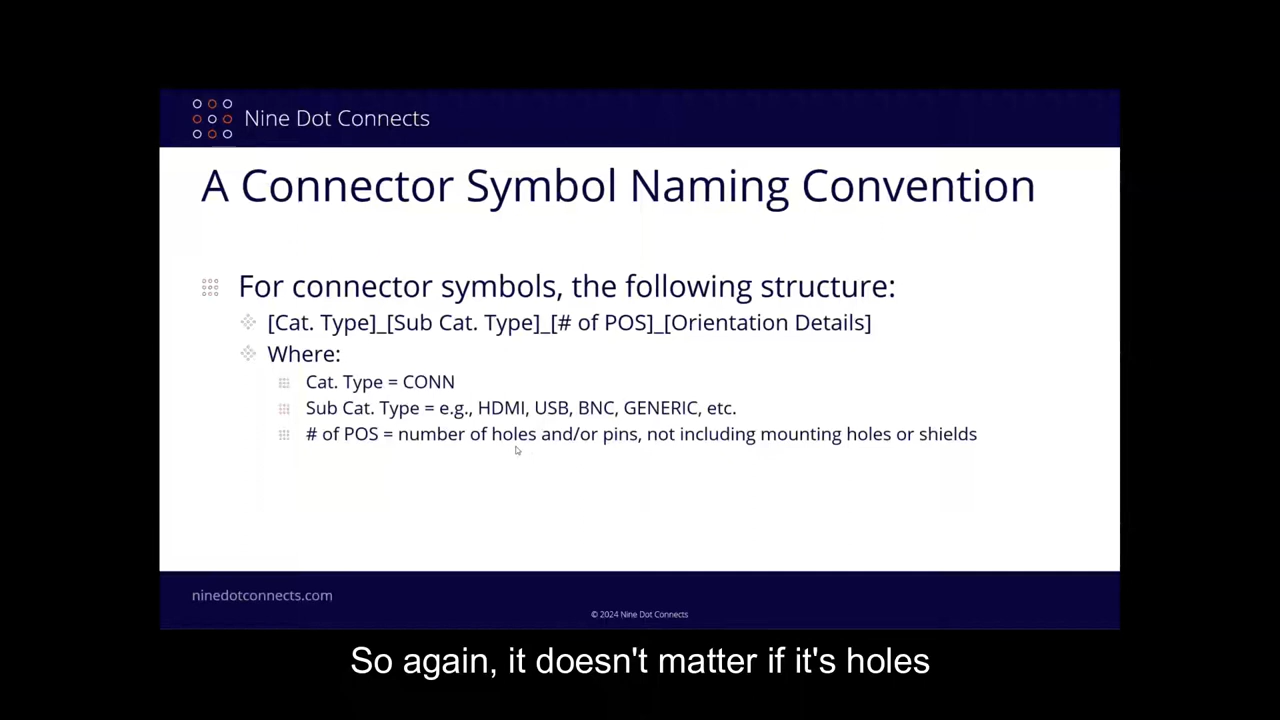 Nine Dot Connects
A Connector Symbol Naming Convention
For connector symbols, the following structure:
[Cat. Type]_[Sub Cat. Type]_[# of POS]_[Orientation Details]
Where:
Cat. Type = CONN
Sub Cat. Type = e.g., HDMI, USB, BNC, GENERIC, etc.
# of POS = number of holes and/or pins, not including mounting holes or shields
ninedotconnects.com
© 2024 Nine Dot Connects
So again, it doesn't matter if it's holes